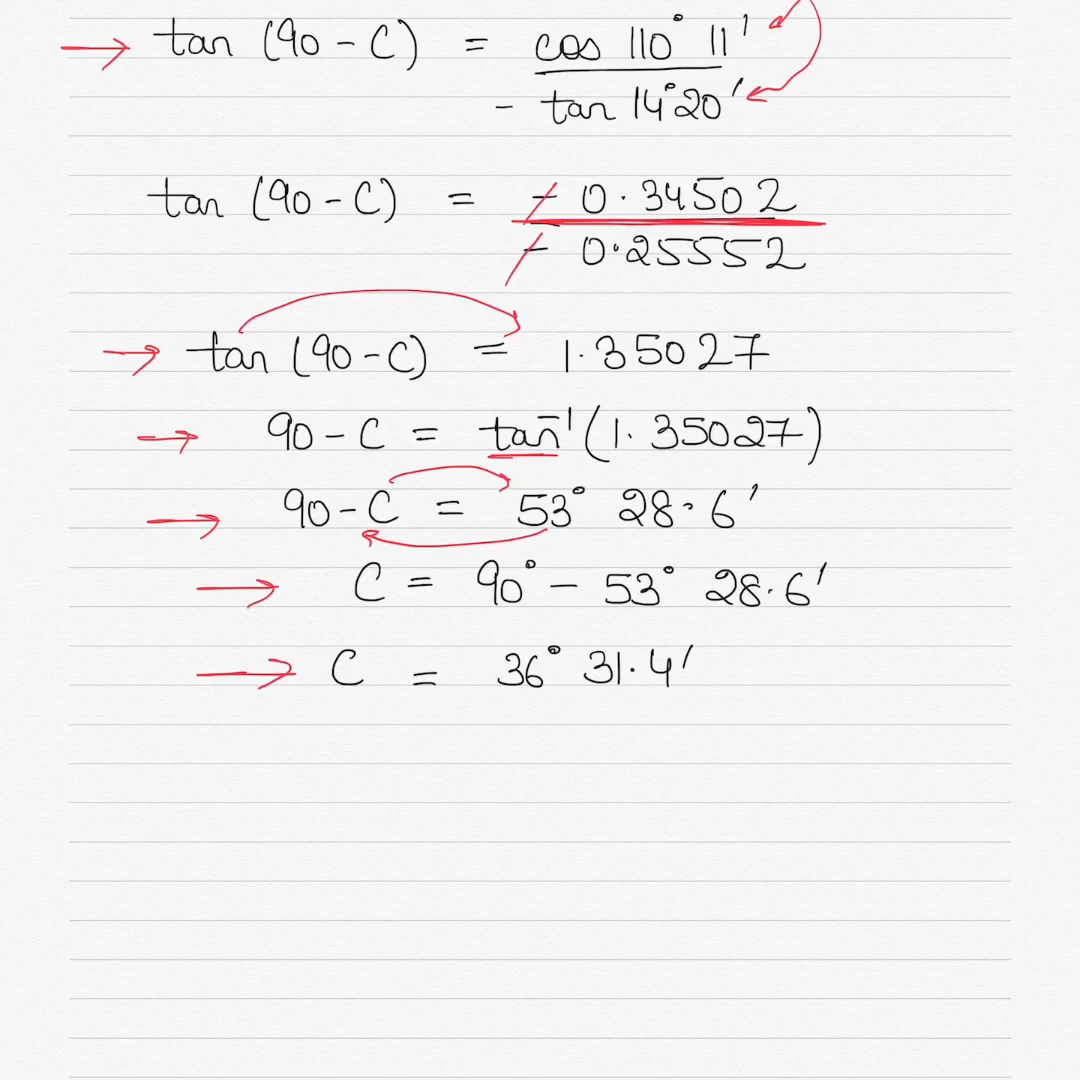 → tan (90 - C) = cos 110° 11'
- tan 14° 20'
tan (90 - C) = - 0.34502
- 0.25552
→ tan (90 - C) = 1.35027
→ 90 - C = tan⁻¹ (1.35027)
→ 90 - C = 53° 28.6'
→ C = 90° - 53° 28.6'
→ C = 36° 31.4'